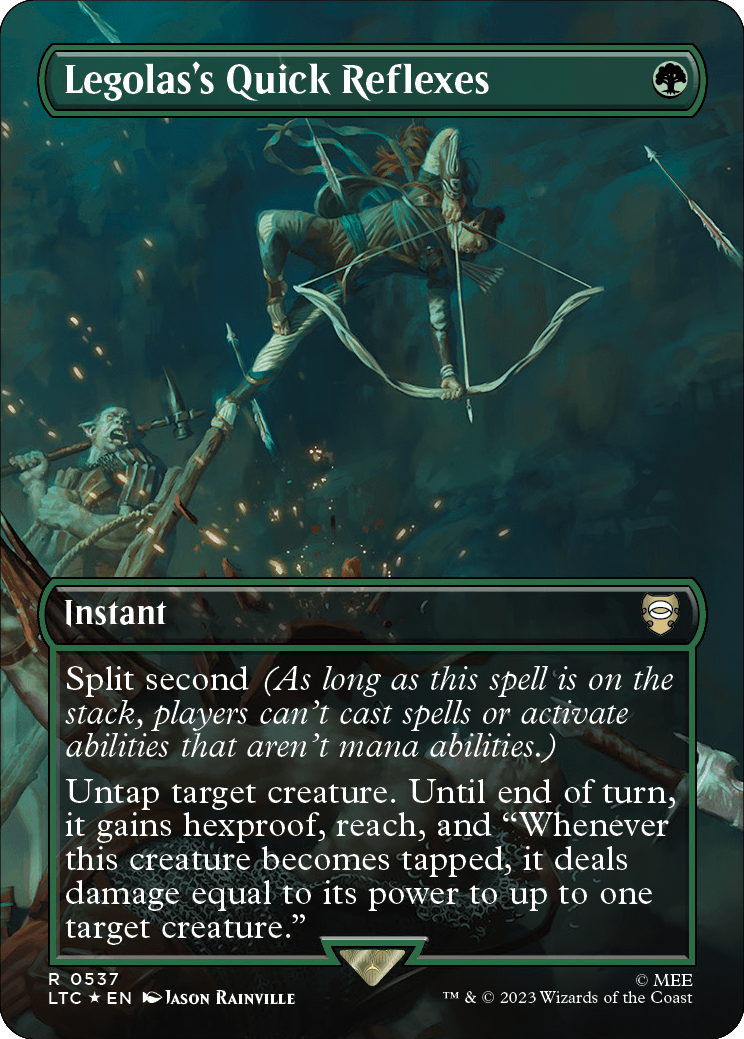 Legolas's Quick Reflexes
Instant
Split second (As long as this spell is on the
stack, players can't cast spells or activate
abilities that aren't mana abilities.)
Untap target creature. Until end of turn,
it gains hexproof, reach, and “Whenever
this creature becomes tapped, it deals
damage equal to its power to up to one
target creature.”
R 0537
LTC ★ EN Jason Rainville
© MEE
™ & © 2023 Wizards of the Coast